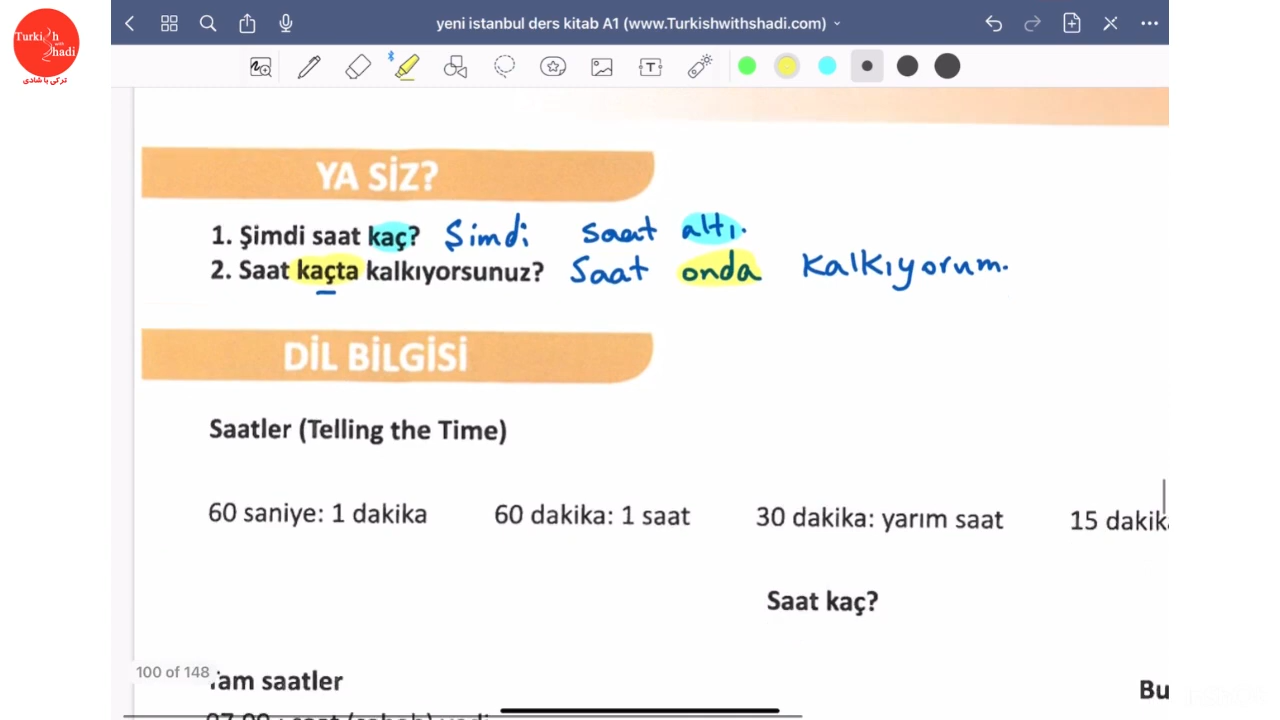 Turkish
with
Shadi
ترکی با شادی
yeni istanbul ders kitab A1 (www.Turkishwithshadi.com)
YA SİZ?
1. Şimdi saat kaç? Şimdi saat altı.
2. Saat kaçta kalkıyorsunuz? Saat onda kalkıyorum.
DİL BİLGİSİ
Saatler (Telling the Time)
60 saniye: 1 dakika 60 dakika: 1 saat 30 dakika: yarım saat 15 dakik
Saat kaç?
100 of 148
Tam saatler
Bu